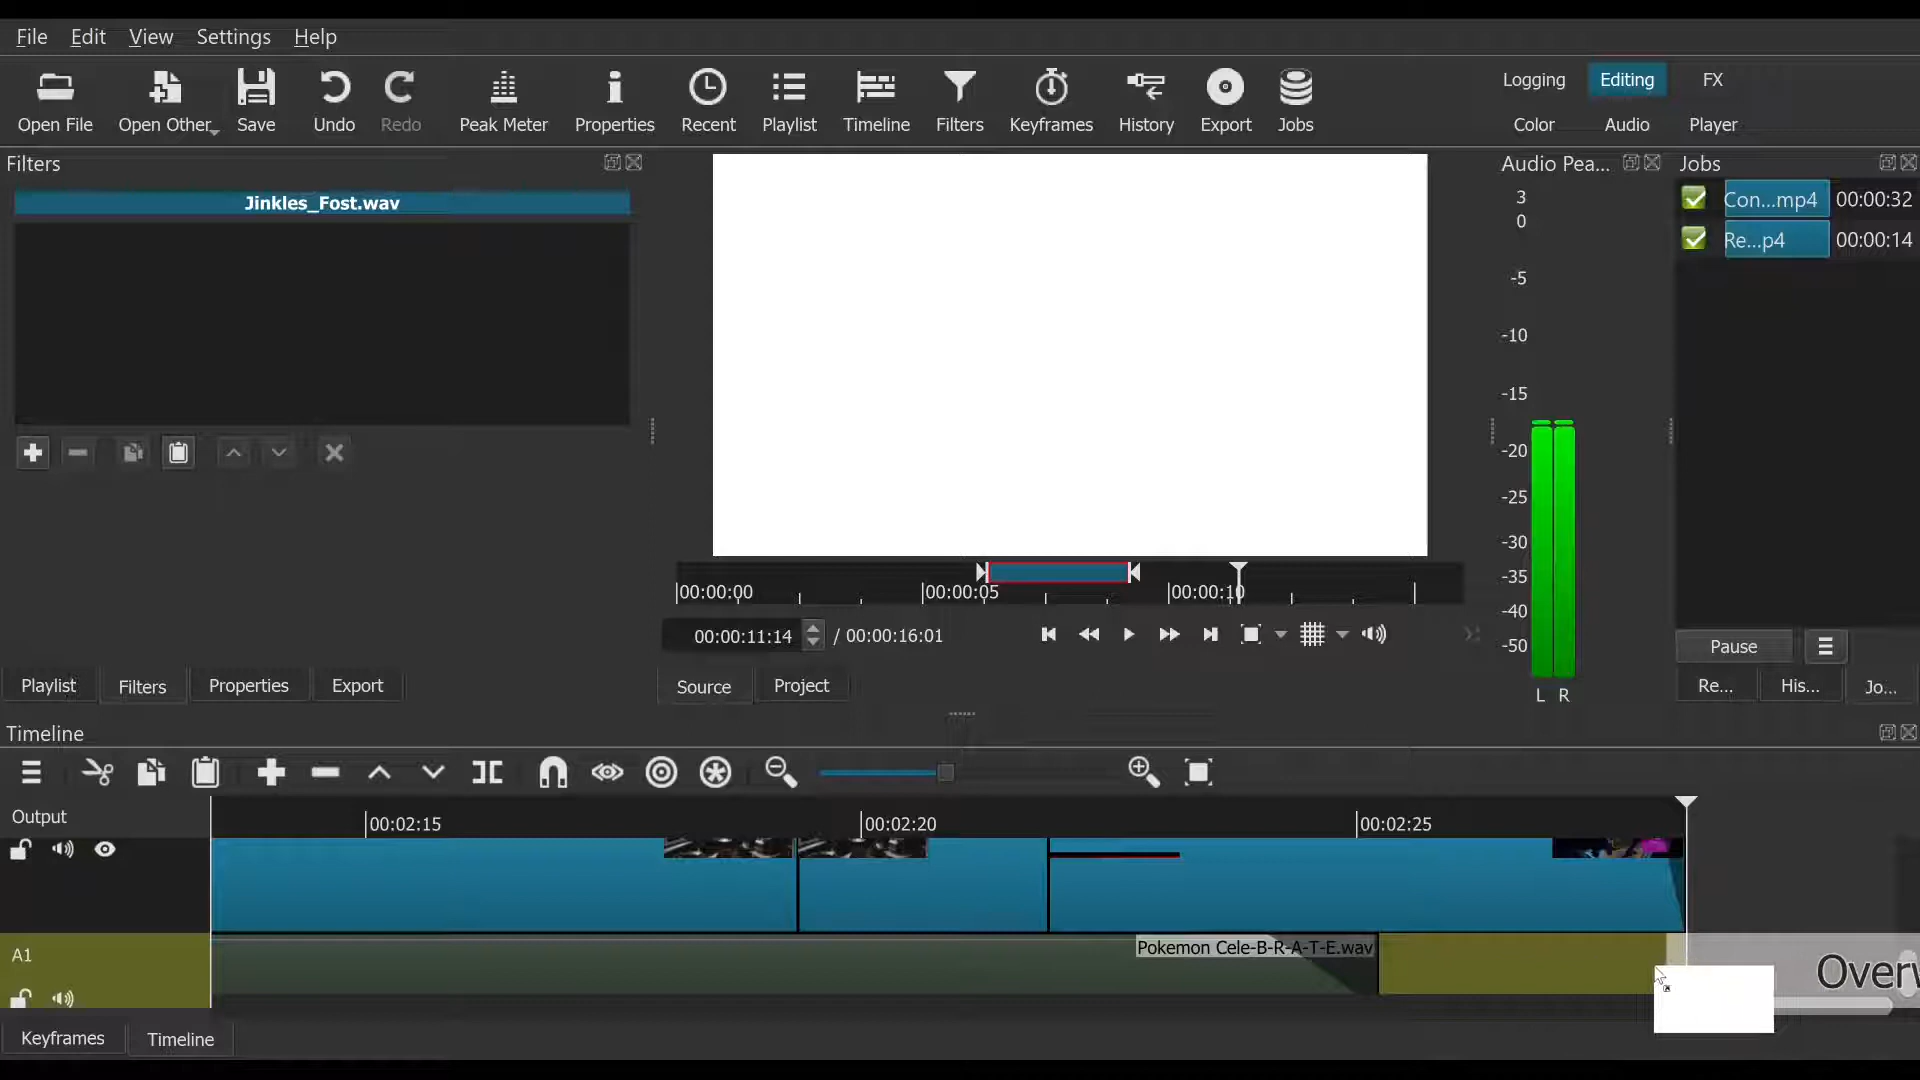 File Edit View Settings Help
Open File Open Other... Save Undo Redo Peak Meter Properties Recent Playlist Timeline Filters Keyframes History Export Jobs
Logging Editing FX
Color Audio Player
Filters
Audio Pea...
Jobs
Jinkles_Fost.wav
Con...mp4 00:00:32
Re...p4 00:00:14
3
0
-5
-10
-15
-20
-25
-30
-35
-40
-50
L R
00:00:00 00:00:05 00:00:10
00:00:11:14 / 00:00:16:01
Pause
Playlist Filters Properties Export
Source Project
Re... His... Jo...
Timeline
Output
00:02:15 00:02:20 00:02:25
A1
Pokemon Cele-B-R-A-T-E.wav
Keyframes Timeline